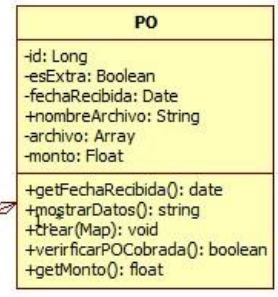 PO
-id: Long
-esExtra: Boolean
-fechaRecibida: Date
+nombreArchivo: String
-archivo: Array
-monto: Float
+getFechaRecibida(): date
+mostrarDatos(): string
+crear(Map): void
+verirficarPOCobrada(): boolean
+getMonto(): float